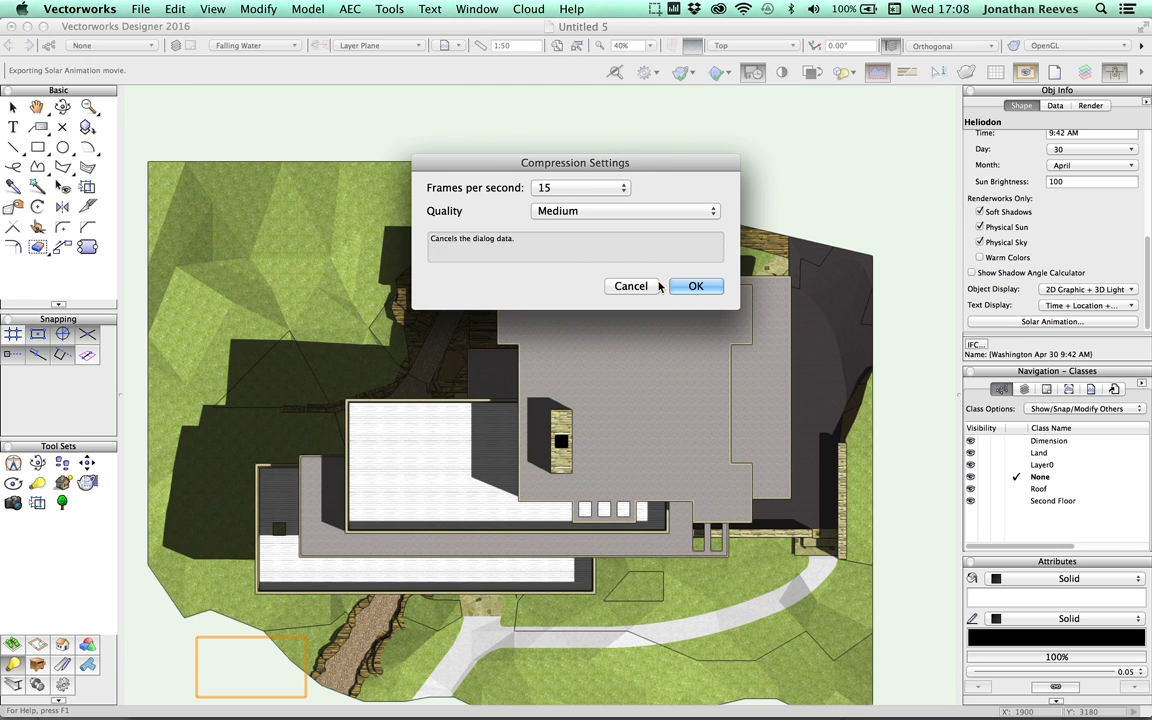 Vectorworks File Edit View Modify Model AEC Tools Text Window Cloud Help 100% Wed 17:08 Jonathan Reeves
Vectorworks Designer 2016 Untitled 5
None Falling Water Layer Plane 1:50 40% Top 0.00° Orthogonal OpenGL
Exporting Solar Animation movie.
Basic
Snapping
Tool Sets
Compression Settings
Frames per second: 15
Quality Medium
Cancels the dialog data.
Cancel OK
Obj Info
Shape Data Render
Heliodon
Time: 9:42 AM
Day: 30
Month: April
Sun Brightness: 100
Renderworks Only:
Soft Shadows
Physical Sun
Physical Sky
Warm Colors
Show Shadow Angle Calculator
Object Display: 2D Graphic + 3D Light
Text Display: Time + Location +...
Solar Animation...
IFC...
Name: (Washington Apr 30 9:42 AM)
Navigation - Classes
Class Options: Show/Snap/Modify Others
Visibility Class Name
Dimension
Land
Layer0
None
Roof
Second Floor
Attributes
Solid
Solid
100%
0.05
For Help, press F1
X: 1900 Y: 3180